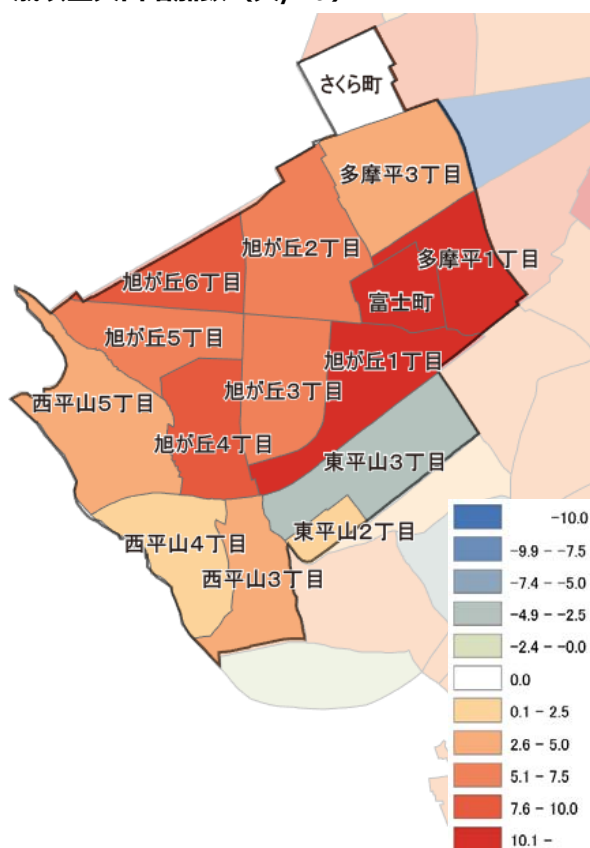 さくら町
多摩平3丁目
多摩平1丁目
旭が丘2丁目
旭が丘6丁目
富士町
旭が丘5丁目
旭が丘1丁目
旭が丘3丁目
西平山5丁目
旭が丘4丁目
東平山3丁目
東平山2丁目
西平山4丁目
西平山3丁目
-10.0
-9.9 - -7.5
-7.4 - -5.0
-4.9 - -2.5
-2.4 - -0.0
0.0
0.1 - 2.5
2.6 - 5.0
5.1 - 7.5
7.6 - 10.0
10.1 -